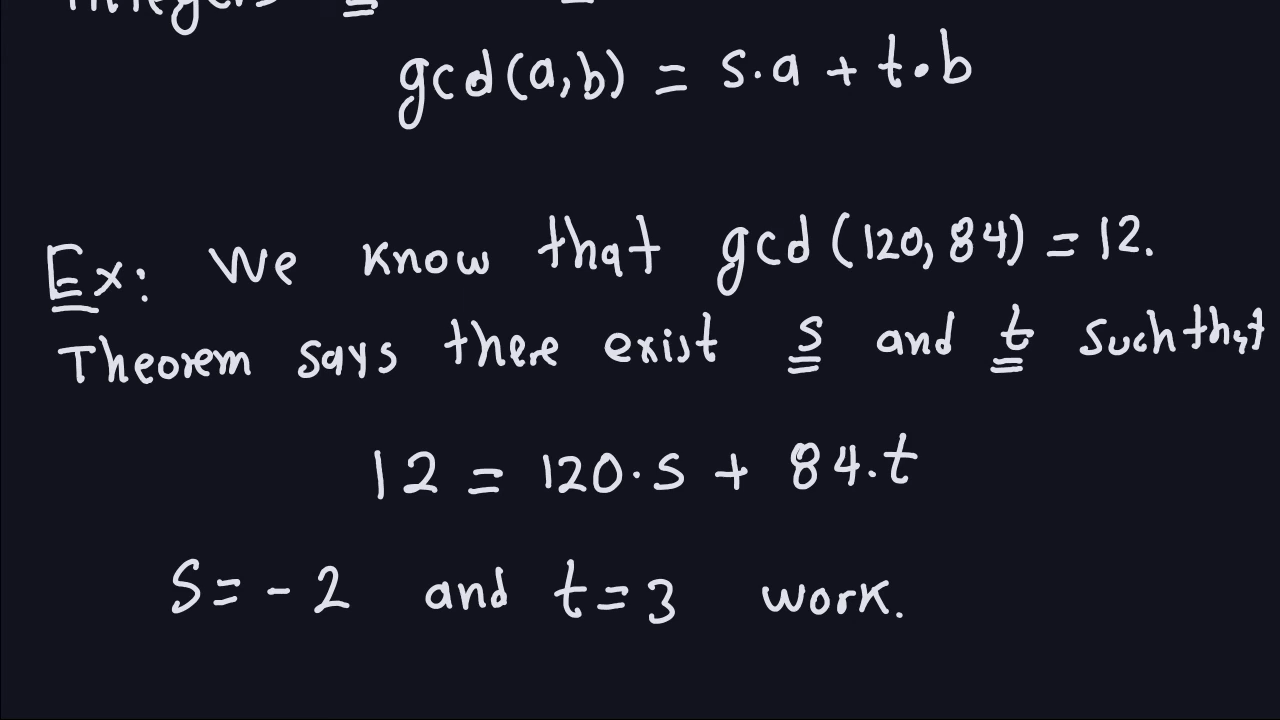 integers s
gcd(a,b) = s·a + t·b
Ex: We know that gcd(120, 84) = 12.
Theorem says there exist s and t such that
12 = 120·s + 84·t
s = -2 and t = 3 work.